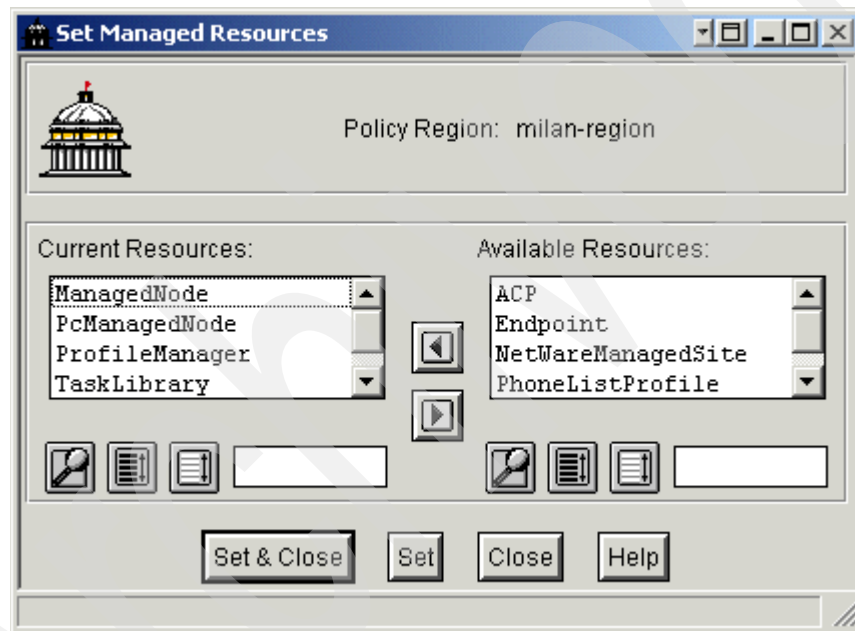 Set Managed Resources
Policy Region: milan-region
Current Resources:
ManagedNode
PcManagedNode
ProfileManager
TaskLibrary
Available Resources:
ACP
Endpoint
NetWareManagedSite
PhoneListProfile
Set & Close
Set
Close
Help